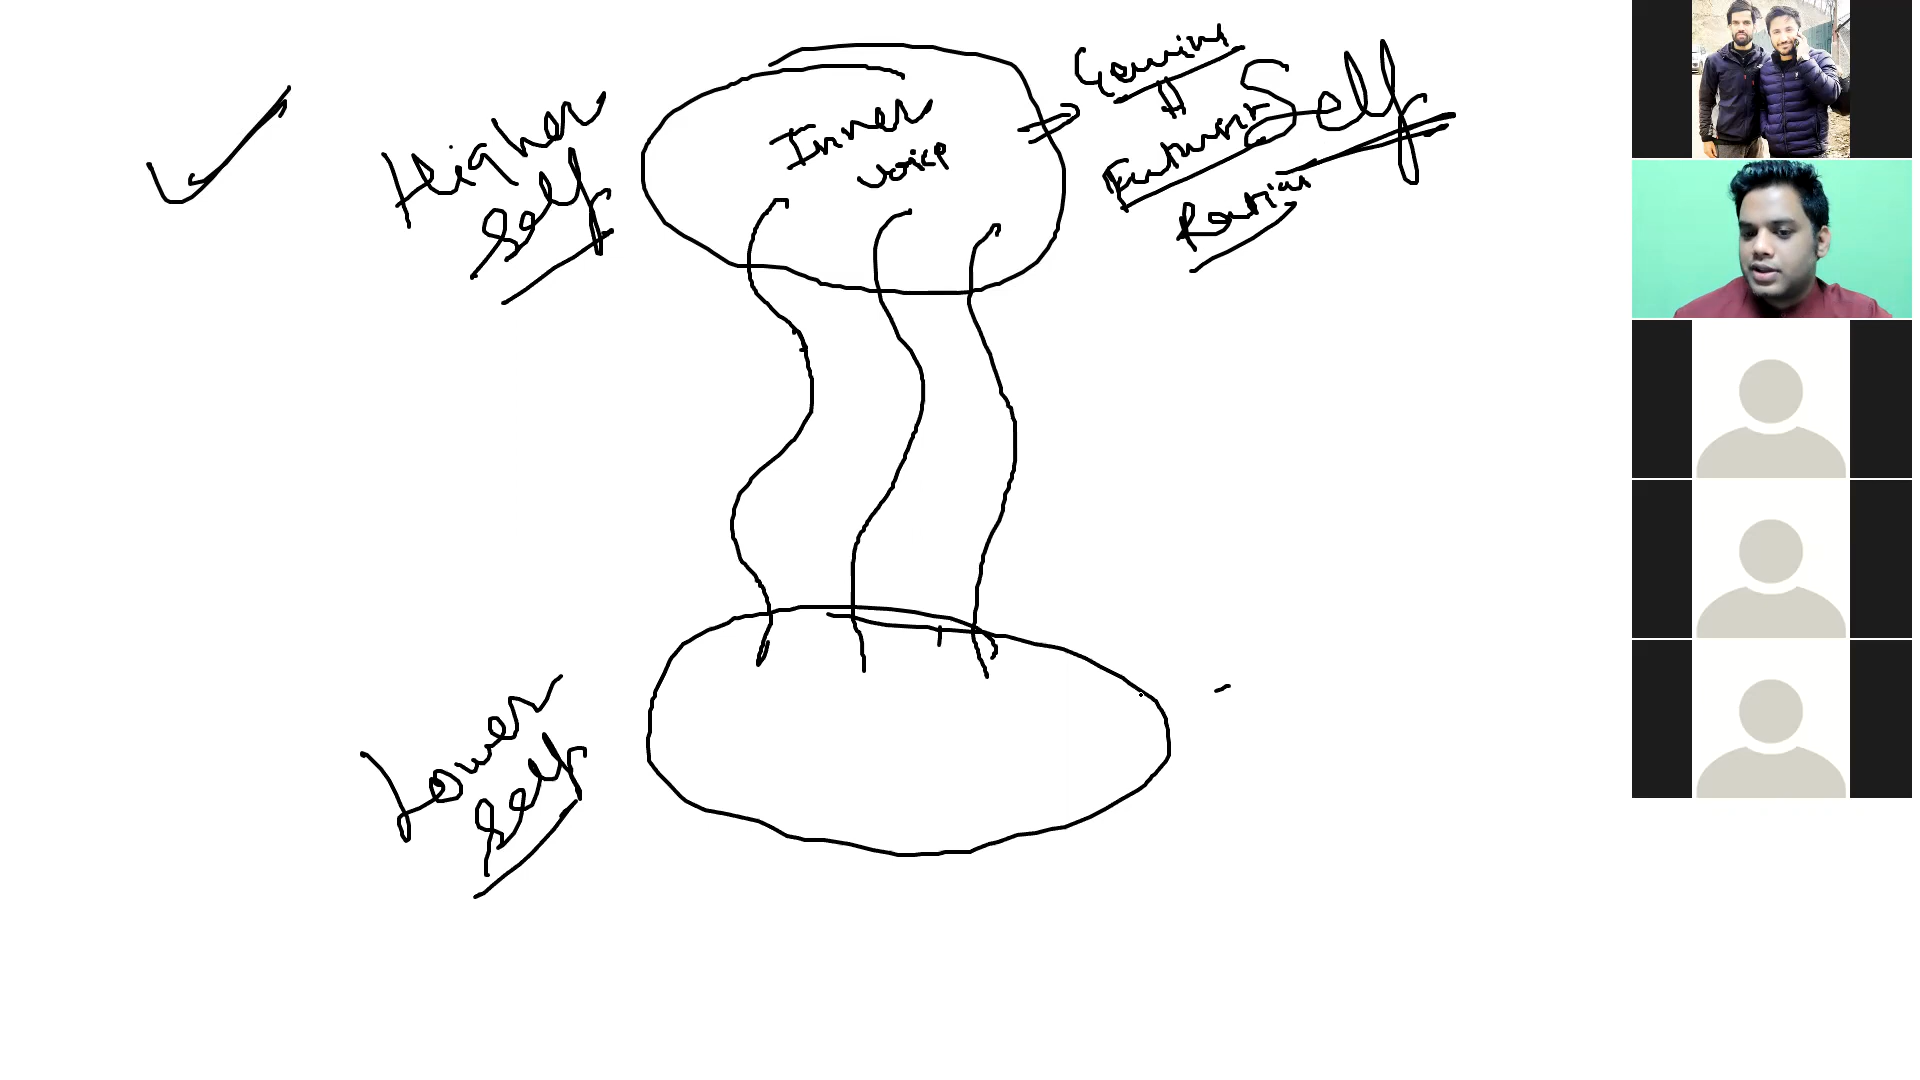 Higher
Self
Inner
voice
Self
Future
Lower
Self